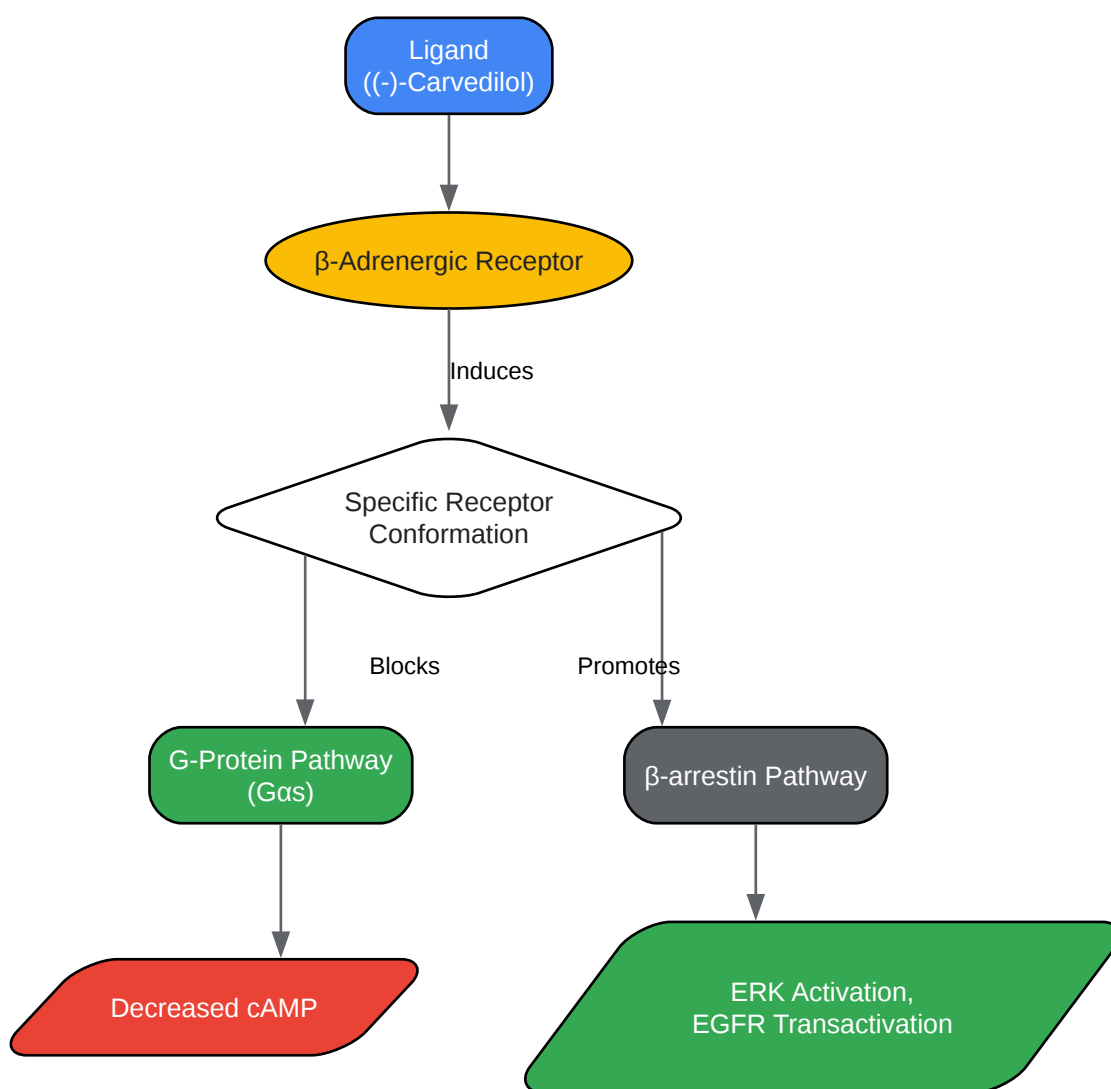 Ligand
((-)-Carvedilol)
β-Adrenergic Receptor
Induces
Specific Receptor
Conformation
Blocks
Promotes
G-Protein Pathway
(Gαs)
β-arrestin Pathway
Decreased cAMP
ERK Activation,
EGFR Transactivation